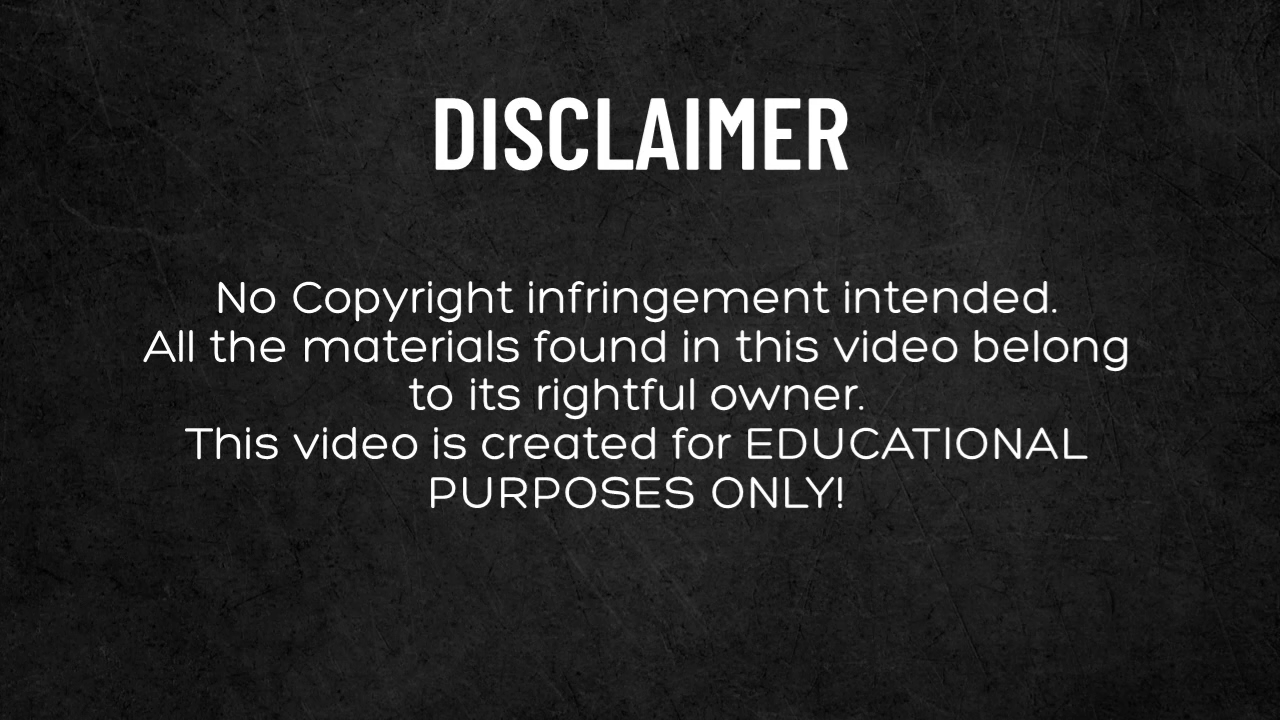 DISCLAIMER
No Copyright infringement intended.
All the materials found in this video belong
to its rightful owner.
This video is created for EDUCATIONAL
PURPOSES ONLY!